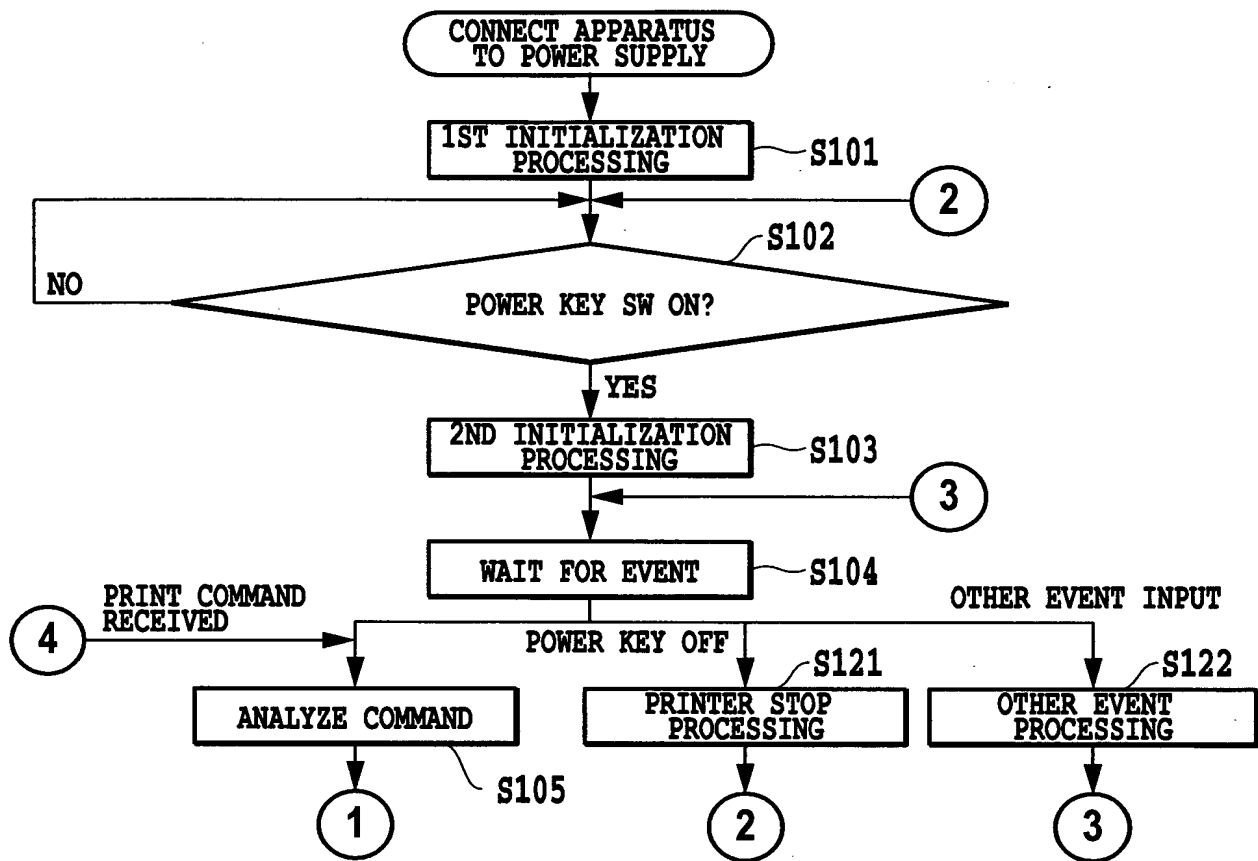 CONNECT APPARATUS
TO POWER SUPPLY
1ST INITIALIZATION
PROCESSING
S101
2
S102
NO
POWER KEY SW ON?
YES
2ND INITIALIZATION
PROCESSING
S103
3
WAIT FOR EVENT
S104
PRINT COMMAND
RECEIVED
OTHER EVENT INPUT
4
POWER KEY OFF
S121
S122
ANALYZE COMMAND
PRINTER STOP
PROCESSING
OTHER EVENT
PROCESSING
S105
1
2
3